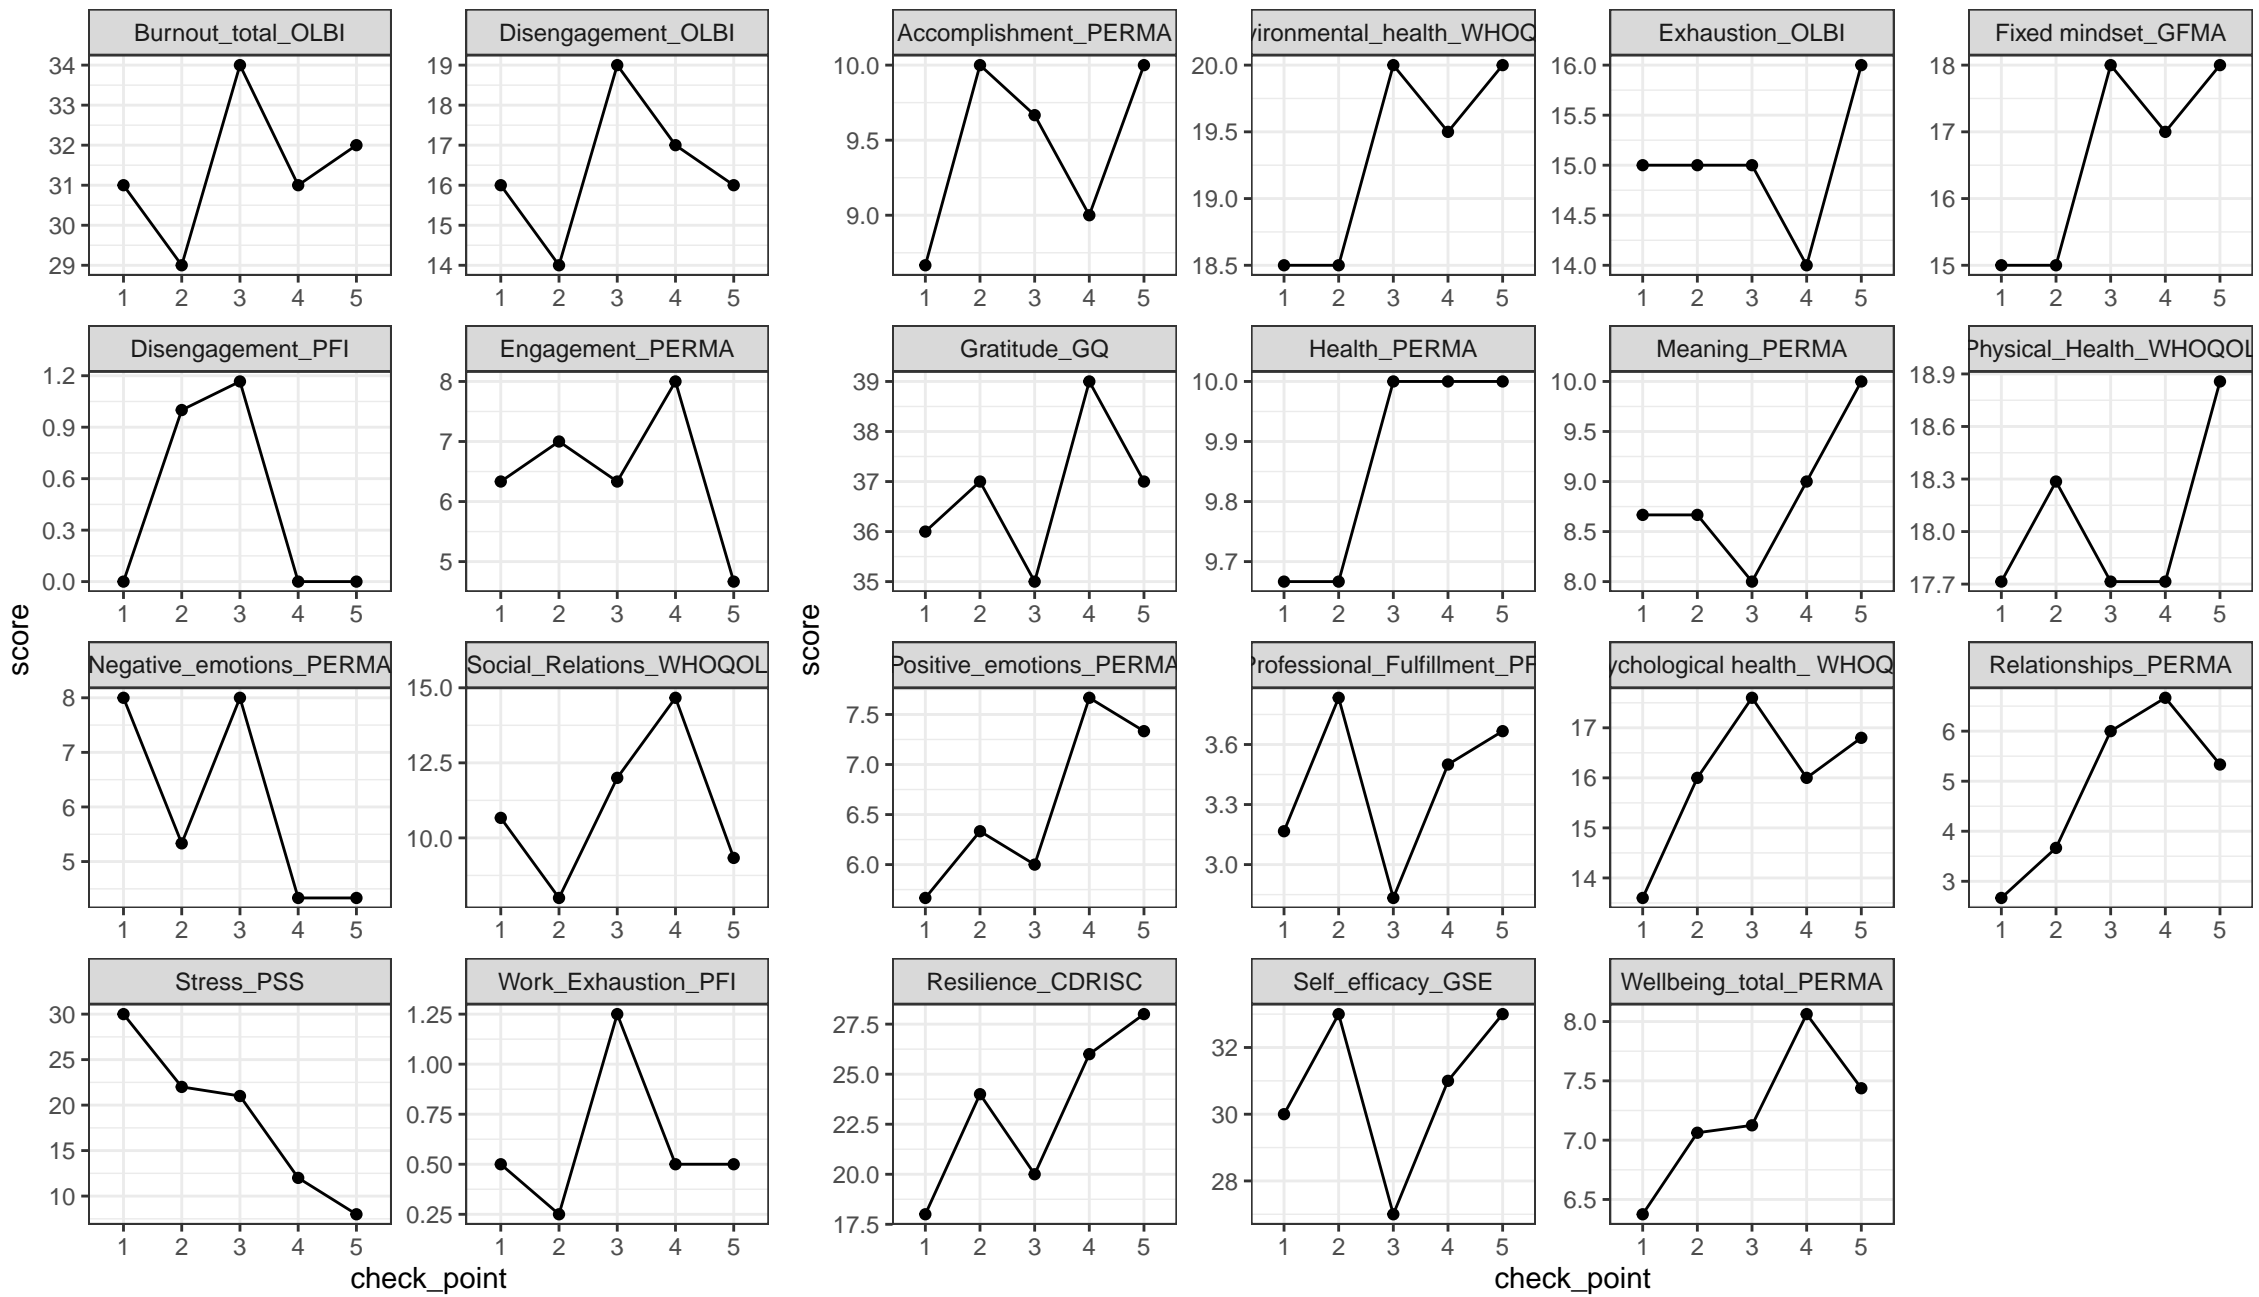 Burnout_total_OLBI
34
33
32
31
30
29
1 2 3 4 5
Disengagement_OLBI
19
18
17
16
15
14
1 2 3 4 5
Disengagement_PFI
1.2
0.9
0.6
0.3
0.0
1 2 3 4 5
Engagement_PERMA
8
7
6
5
1 2 3 4 5
Negative_emotions_PERMA
8
7
6
5
1 2 3 4 5
Social_Relations_WHOQOL
15.0
12.5
10.0
1 2 3 4 5
Stress_PSS
30
25
20
15
10
1 2 3 4 5
Work_Exhaustion_PFI
1.25
1.00
0.75
0.50
0.25
1 2 3 4 5
score
check_point
Accomplishment_PERMA
10.0
9.5
9.0
1 2 3 4 5
vironmental_health_WHOQ
20.0
19.5
19.0
18.5
1 2 3 4 5
Exhaustion_OLBI
16.0
15.5
15.0
14.5
14.0
1 2 3 4 5
Fixed mindset_GFMA
18
17
16
15
1 2 3 4 5
Gratitude_GQ
39
38
37
36
35
1 2 3 4 5
Health_PERMA
10.0
9.9
9.8
9.7
1 2 3 4 5
Meaning_PERMA
10.0
9.5
9.0
8.5
8.0
1 2 3 4 5
Physical_Health_WHOQOL
18.9
18.6
18.3
18.0
17.7
1 2 3 4 5
Positive_emotions_PERMA
7.5
7.0
6.5
6.0
1 2 3 4 5
Professional_Fulfillment_PF
3.6
3.3
3.0
1 2 3 4 5
ychological health_ WHOQ
17
16
15
14
1 2 3 4 5
Relationships_PERMA
6
5
4
3
1 2 3 4 5
Resilience_CDRISC
27.5
25.0
22.5
20.0
17.5
1 2 3 4 5
Self_efficacy_GSE
32
30
28
1 2 3 4 5
Wellbeing_total_PERMA
8.0
7.5
7.0
6.5
1 2 3 4 5
score
check_point